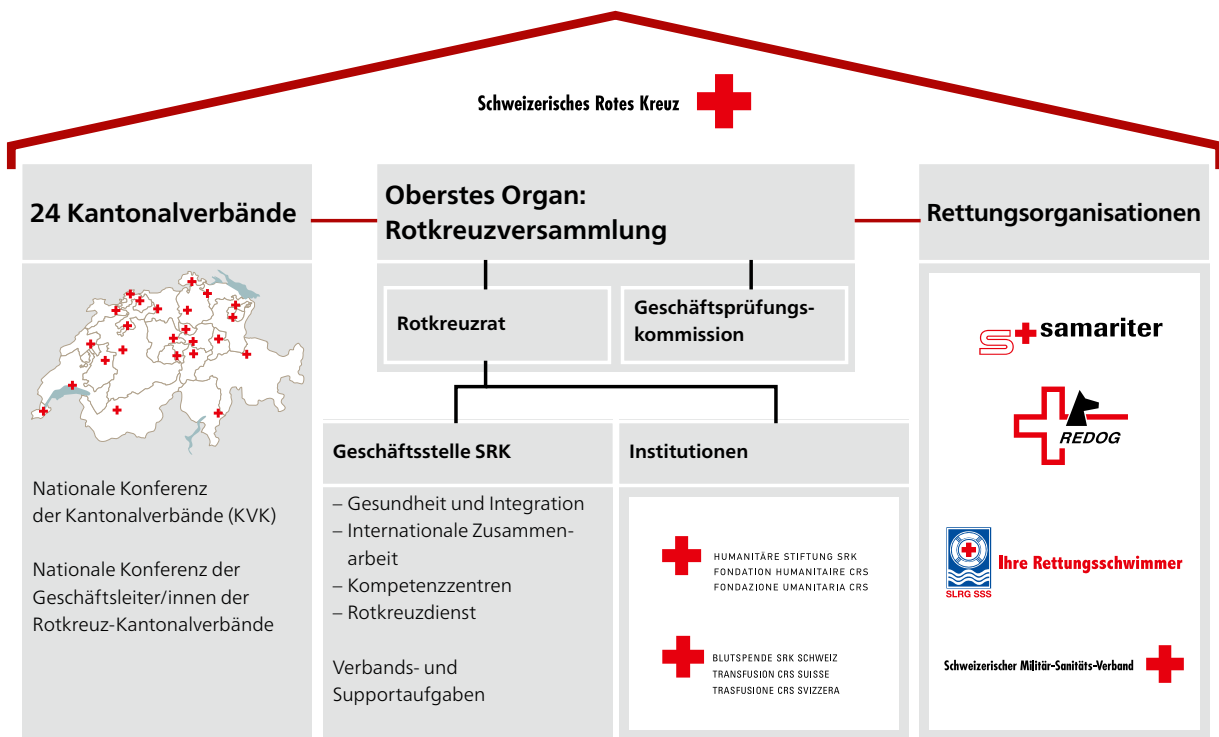 Schweizerisches Rotes Kreuz
24 Kantonalverbände
Nationale Konferenz
der Kantonalverbände (KVK)
Nationale Konferenz der
Geschäftsleiter/innen der
Rotkreuz-Kantonalverbände
Oberstes Organ:
Rotkreuzversammlung
Rotkreuzrat
Geschäftsprüfungs-
kommission
Geschäftsstelle SRK
– Gesundheit und Integration
– Internationale Zusammen-
arbeit
– Kompetenzzentren
– Rotkreuzdienst
Verbands- und
Supportaufgaben
Institutionen
HUMANITÄRE STIFTUNG SRK
FONDATION HUMANITAIRE CRS
FONDAZIONE UMANITARIA CRS
BLUTSPENDE SRK SCHWEIZ
TRANSFUSION CRS SUISSE
TRASFUSIONE CRS SVIZZERA
Rettungsorganisationen
samariter
REDOG
Ihre Rettungsschwimmer
SLRG SSS
Schweizerischer Militär-Sanitäts-Verband